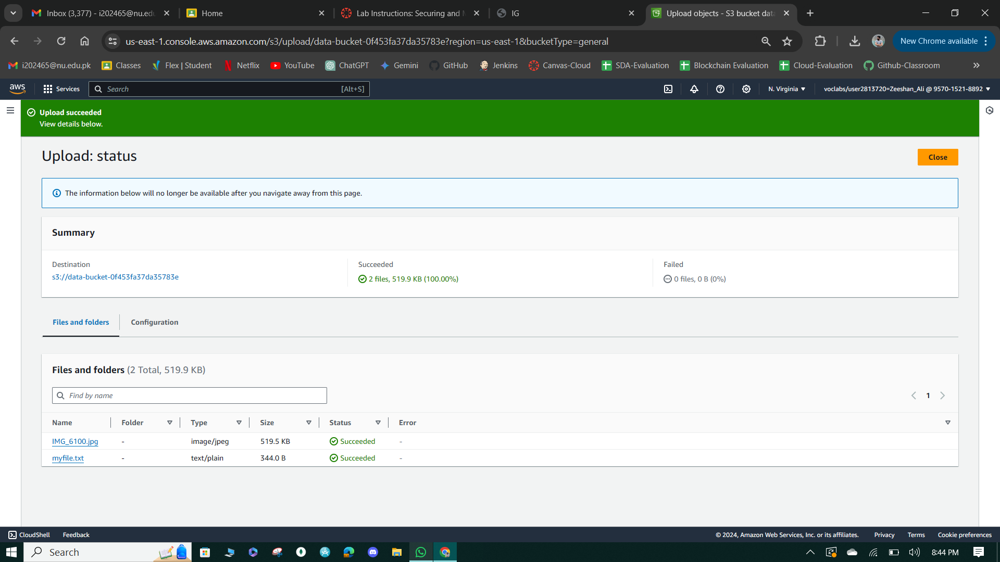 Inbox (3,377) - i202465@nu.edu
Home
Lab Instructions: Securing and M
IG
Upload objects - S3 bucket data
us-east-1.console.aws.amazon.com/s3/upload/data-bucket-0f453fa37da35783e?region=us-east-1&bucketType=general
New Chrome available
i202465@nu.edu.pk
Classes
Flex | Student
Netflix
YouTube
ChatGPT
Gemini
GitHub
Jenkins
Canvas-Cloud
SDA-Evaluation
Blockchain Evaluation
Cloud-Evaluation
Github-Classroom
aws
Services
Search
[Alt+S]
N. Virginia
voclabs/user2813720=Zeeshan_Ali @ 9570-1521-8892
Upload succeeded
View details below.
Upload: status
Close
The information below will no longer be available after you navigate away from this page.
Summary
Destination
s3://data-bucket-0f453fa37da35783e
Succeeded
2 files, 519.9 KB (100.00%)
Failed
0 files, 0 B (0%)
Files and folders
Configuration
Files and folders (2 Total, 519.9 KB)
Find by name
1
Name Folder Type Size Status Error
IMG_6100.jpg - image/jpeg 519.5 KB Succeeded -
myfile.txt - text/plain 344.0 B Succeeded -
CloudShell
Feedback
© 2024, Amazon Web Services, Inc. or its affiliates.
Privacy
Terms
Cookie preferences
Search
8:44 PM